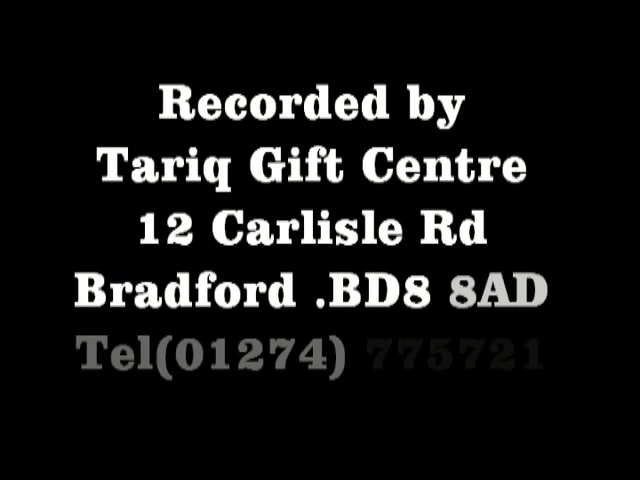 Recorded by
Tariq Gift Centre
12 Carlisle Rd
Bradford .BD8 8AD
Tel(01274) 775721